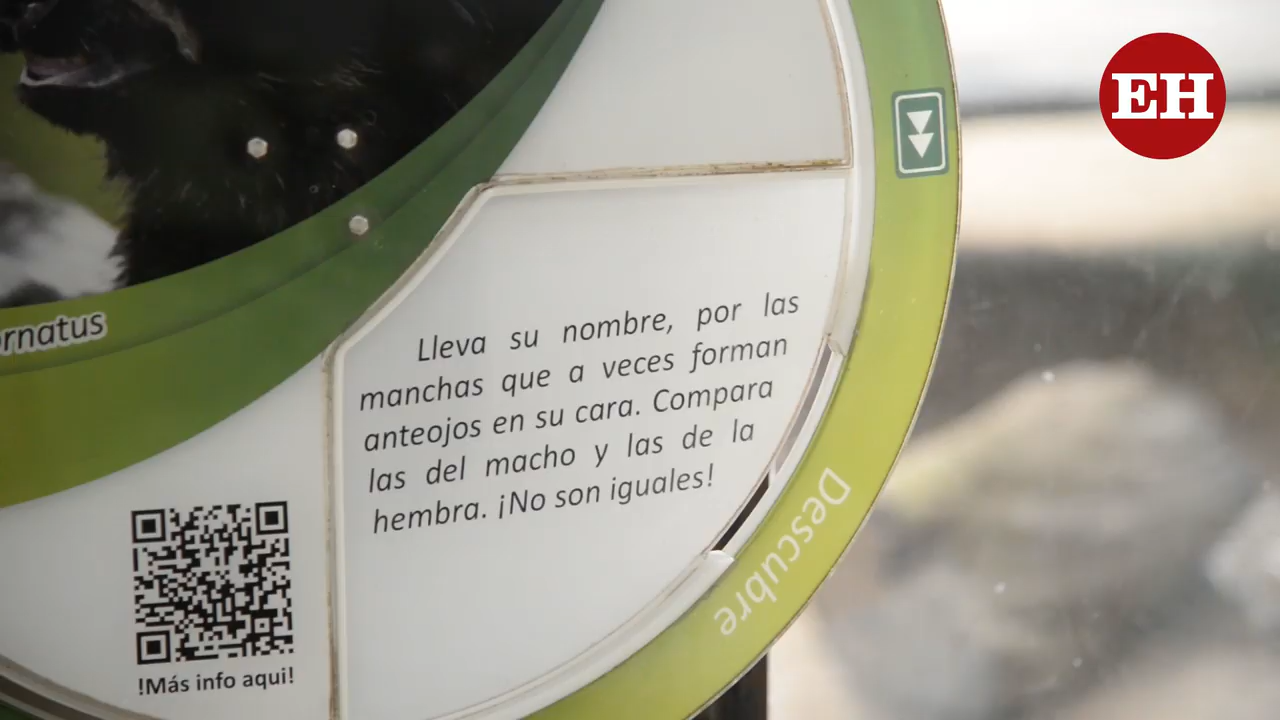 EH
ornatus
Lleva su nombre, por las
manchas que a veces forman
anteojos en su cara. Compara
las del macho y las de la
hembra. ¡No son iguales!
Descubre
!Más info aqui!